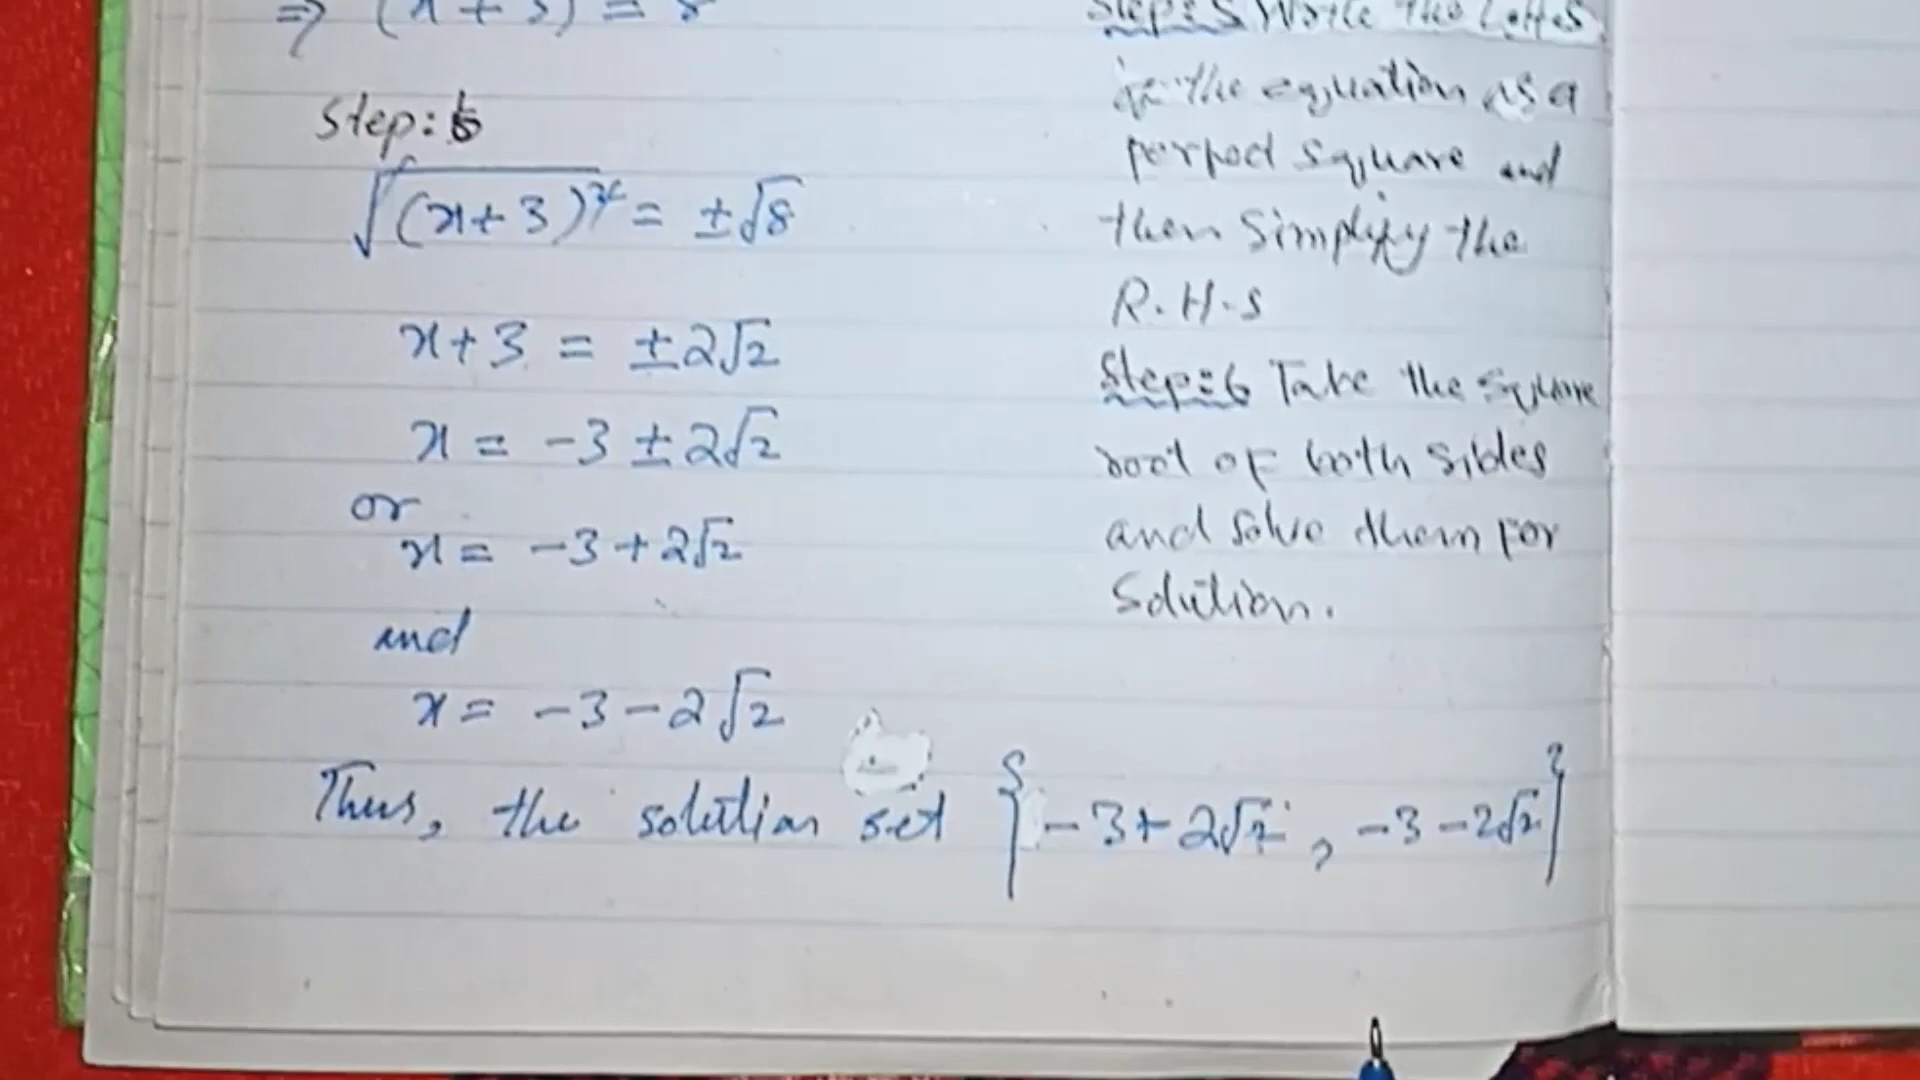 ⇒ (x + 3) = 8
Step: 6
√(x+3)² = ±√8
x+3 = ±2√2
x = -3 ±2√2
or
x = -3+2√2
and
x = -3-2√2
Thus, the solution set {-3+2√2, -3-2√2}
Step: 5 Write the L.H.S
of the equation as a
perped square and
then simplify the
R.H.S
Step: 6 Take the square
root of both sides
and solve them for
Solution.